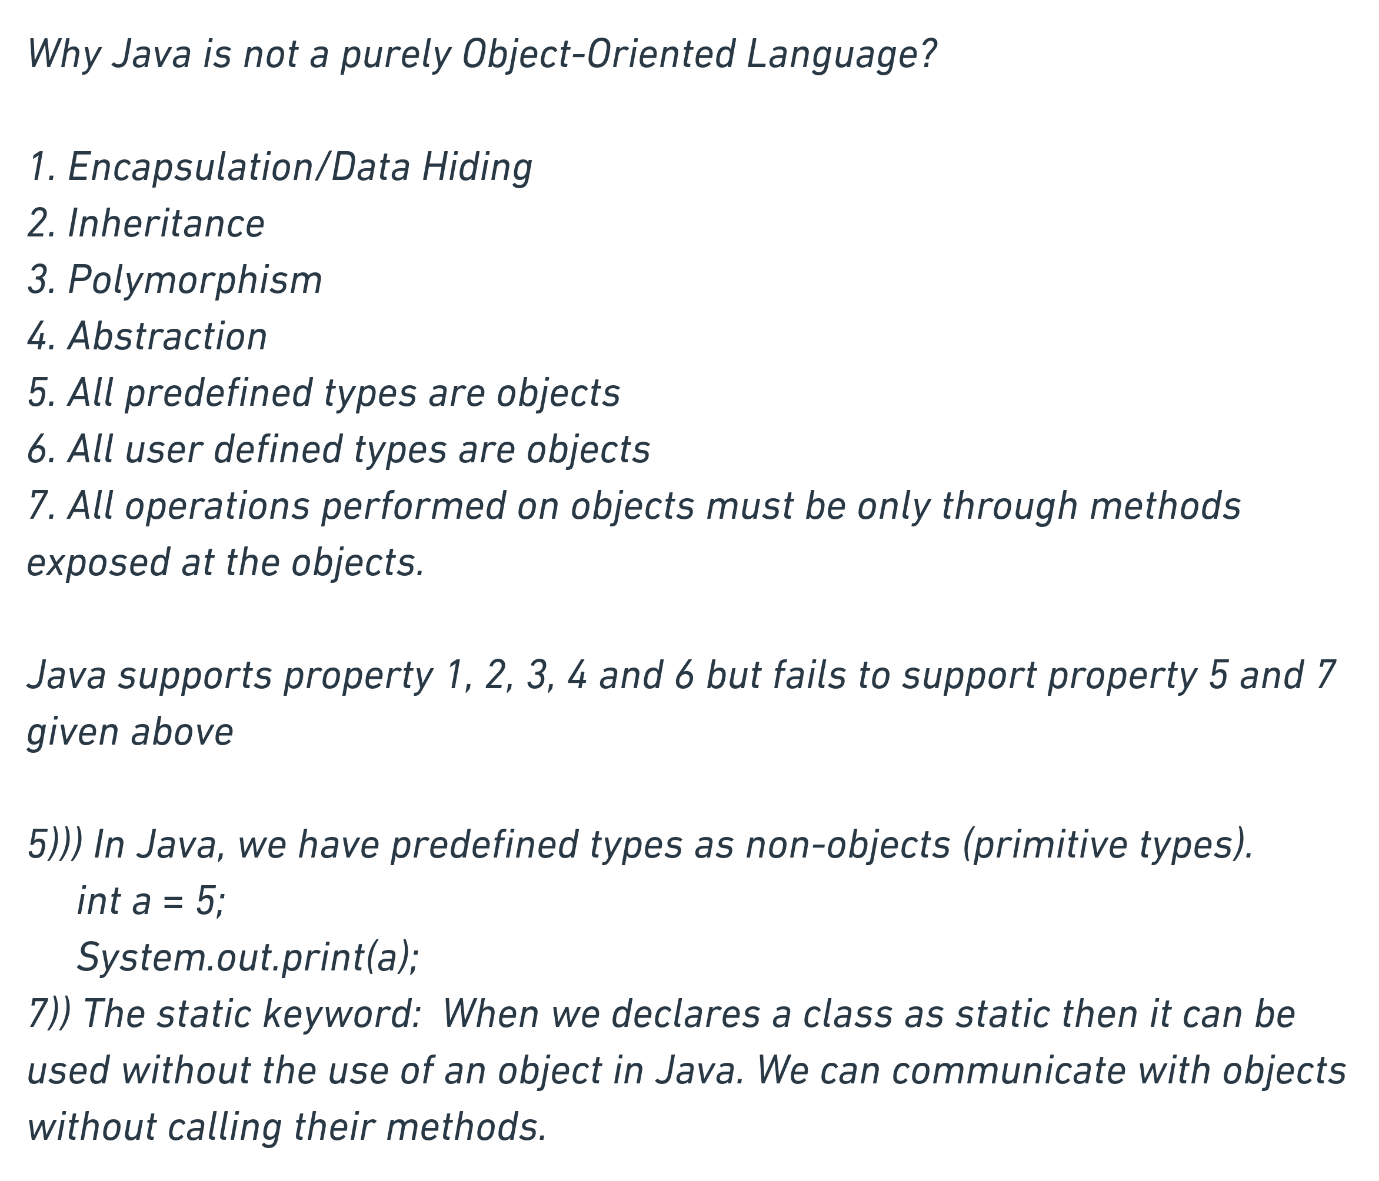 Why Java is not a purely Object-Oriented Language?
1. Encapsulation/Data Hiding
2. Inheritance
3. Polymorphism
4. Abstraction
5. All predefined types are objects
6. All user defined types are objects
7. All operations performed on objects must be only through methods
exposed at the objects.
Java supports property 1, 2, 3, 4 and 6 but fails to support property 5 and 7
given above
5))) In Java, we have predefined types as non-objects (primitive types).
int a = 5;
System.out.print(a);
7)) The static keyword:  When we declares a class as static then it can be
used without the use of an object in Java. We can communicate with objects
without calling their methods.